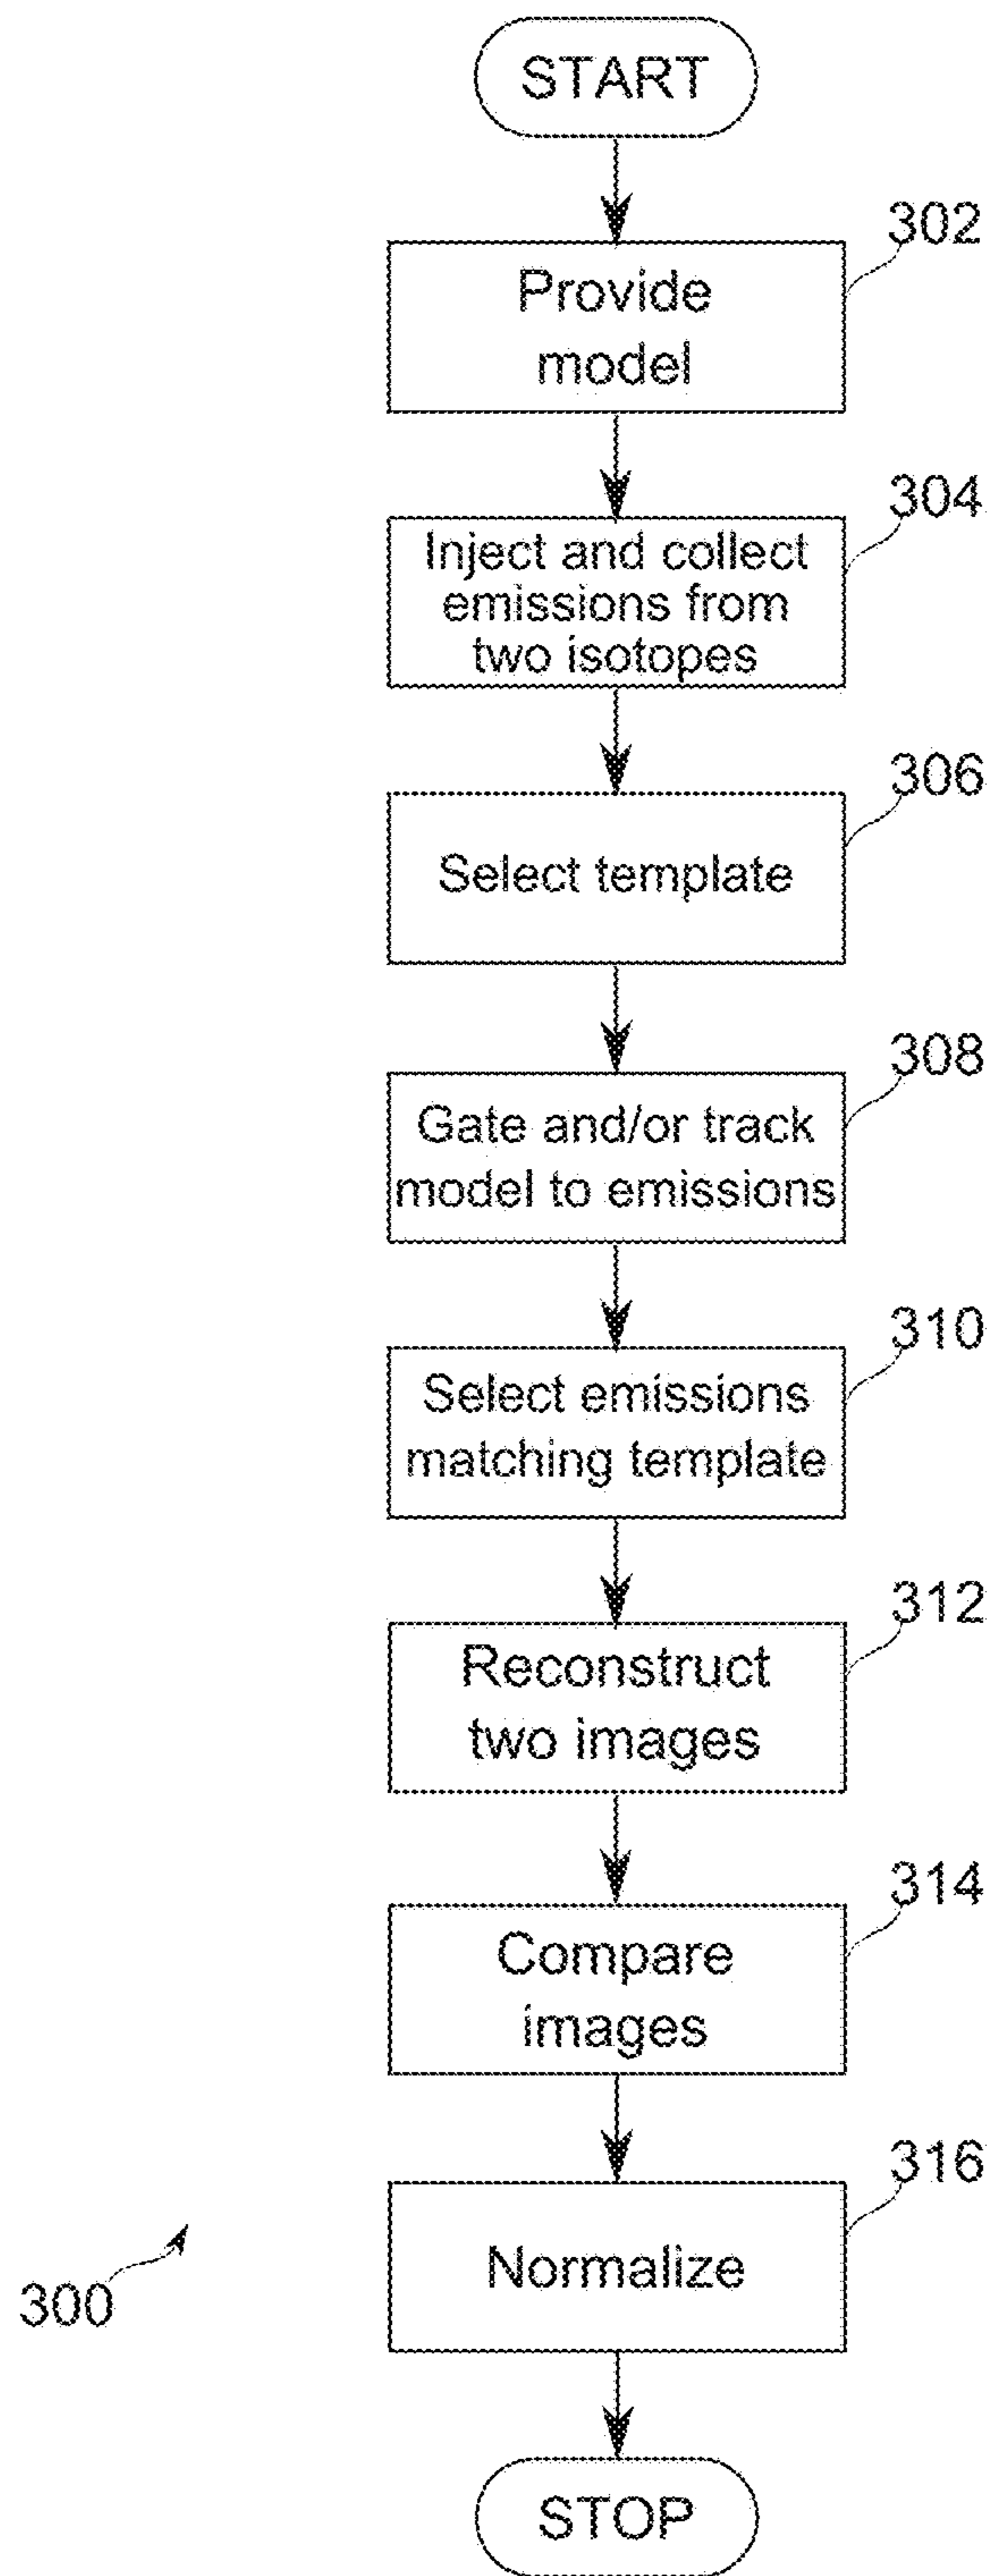 START
302
Provide
model
304
Inject and collect
emissions from
two isotopes
306
Select template
308
Gate and/or track
model to emissions
310
Select emissions
matching template
312
Reconstruct
two images
314
Compare
images
316
Normalize
300
STOP